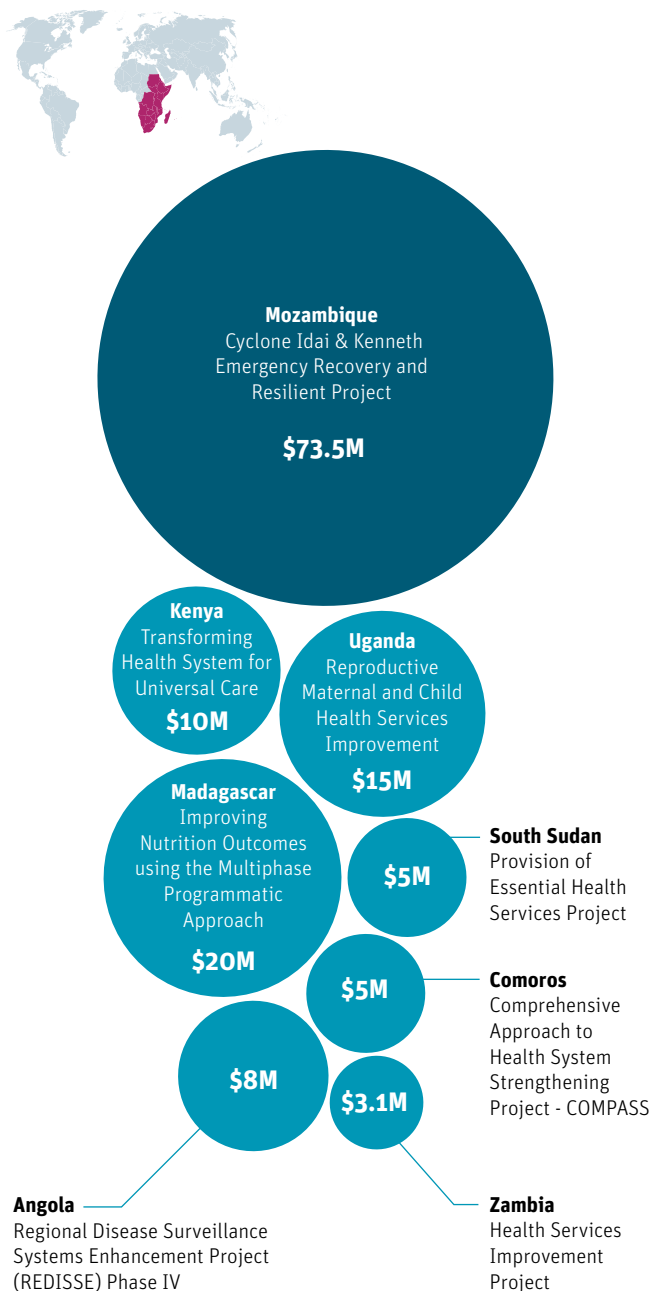 Mozambique
Cyclone Idai & Kenneth
Emergency Recovery and
Resilient Project
$73.5M
Kenya
Transforming
Health System for
Universal Care
$10M
Uganda
Reproductive
Maternal and Child
Health Services
Improvement
$15M
Madagascar
Improving
Nutrition Outcomes
using the Multiphase
Programmatic
Approach
$20M
$5M
South Sudan
Provision of
Essential Health
Services Project
$5M
Comoros
Comprehensive
Approach to
Health System
Strengthening
Project - COMPASS
$8M
$3.1M
Angola
Regional Disease Surveillance
Systems Enhancement Project
(REDISSE) Phase IV
Zambia
Health Services
Improvement
Project